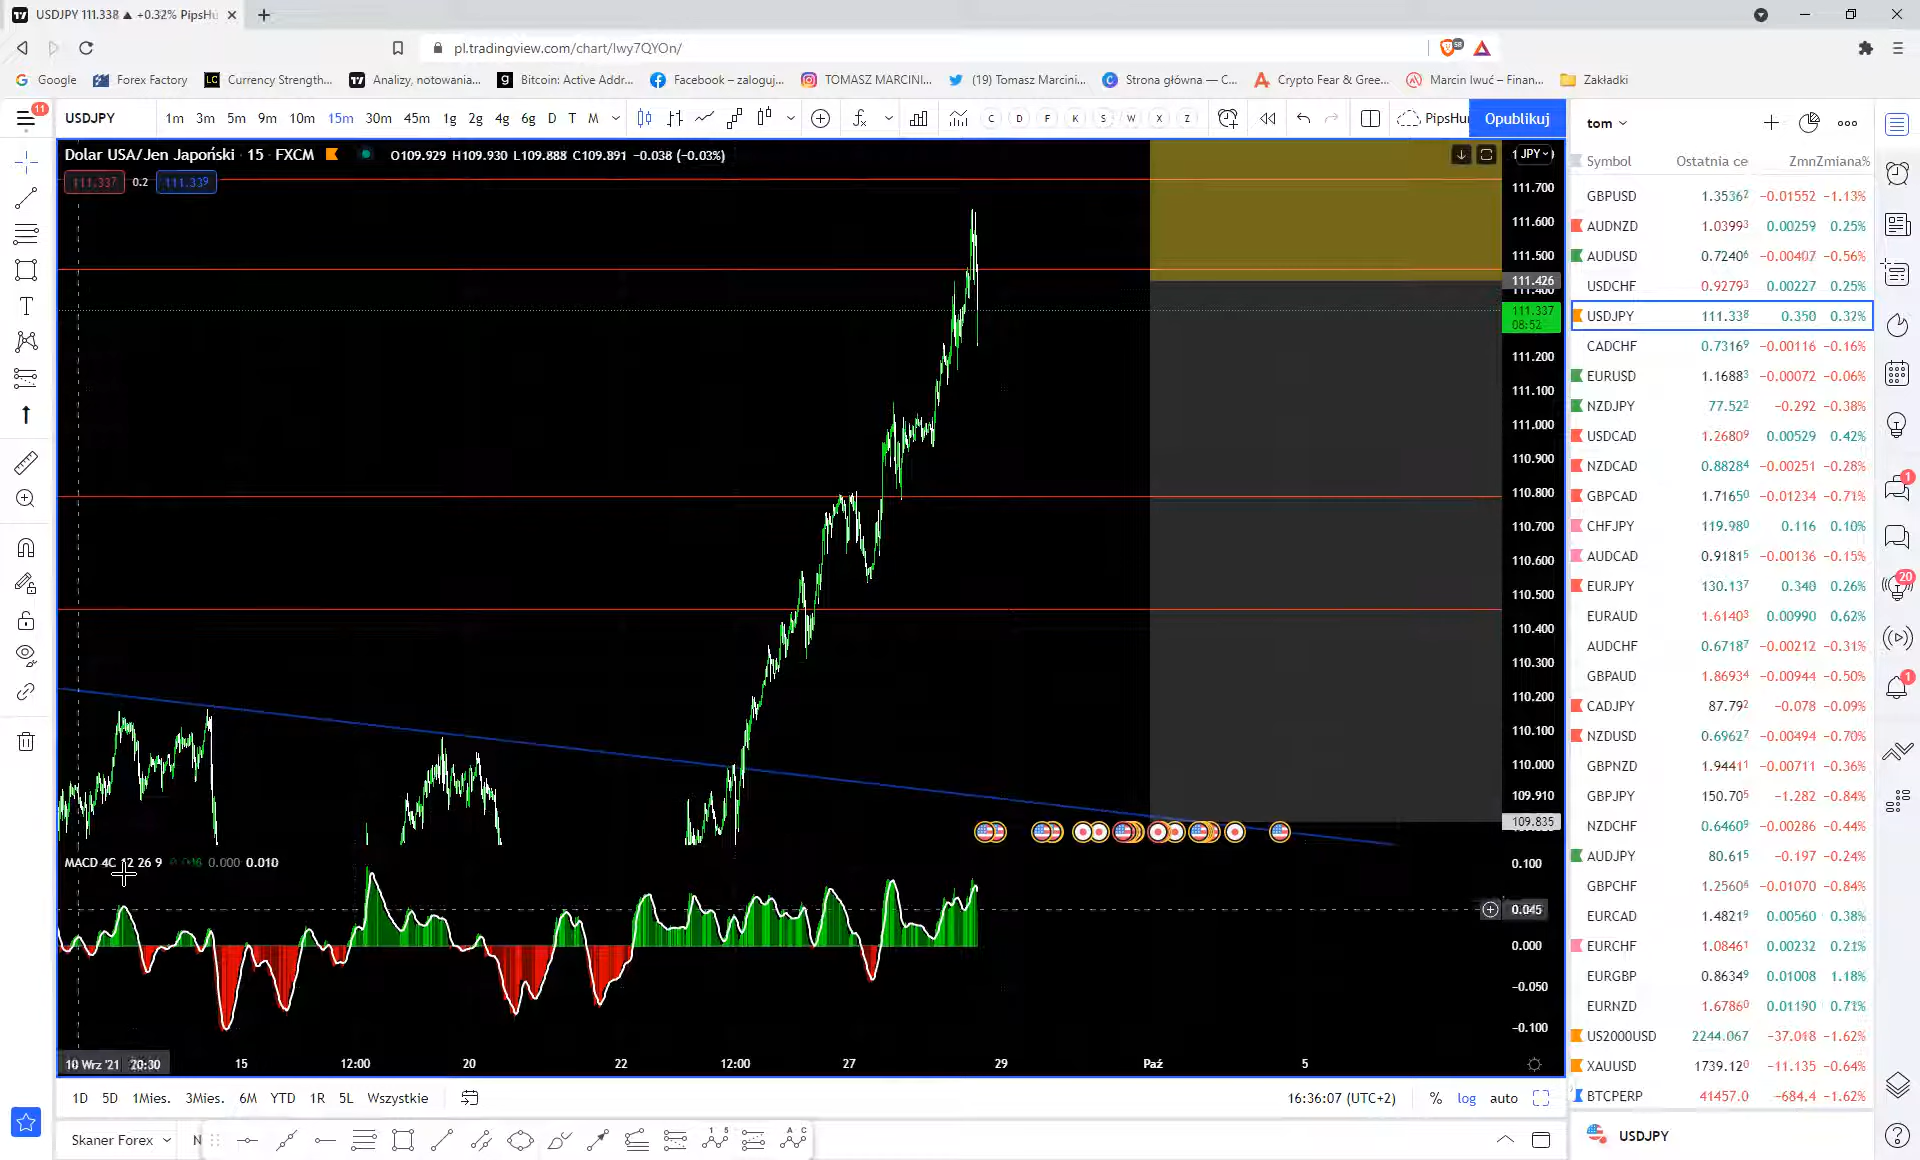 USDJPY 111.338 ▲ +0.32% PipsHu
pl.tradingview.com/chart/Iwy7QYOn/
Google Forex Factory Currency Strength... Analizy, notowania... Bitcoin: Active Addr... Facebook – zaloguj... TOMASZ MARCINI... (19) Tomasz Marcini... Strona główna — C... Crypto Fear & Gree... Marcin Iwuć – Finan... Zakładki
11
USDJPY 1m 3m 5m 9m 10m 15m 30m 45m 1g 2g 4g 6g D T M C D F K S W X Z PipsHu Opublikuj
tom
Dolar USA/Jen Japoński · 15 · FXCM O109.929 H109.930 L109.888 C109.891 −0.038 (−0.03%)
JPY
111.337 0.2 111.339
Symbol Ostatnia ce Zmn Zmiana%
GBPUSD 1.35362 −0.01552 −1.13%
AUDNZD 1.03993 0.00259 0.25%
AUDUSD 0.72406 −0.00407 −0.56%
USDCHF 0.92793 0.00227 0.25%
USDJPY 111.338 0.350 0.32%
CADCHF 0.73169 −0.00116 −0.16%
EURUSD 1.16883 −0.00072 −0.06%
NZDJPY 77.522 −0.292 −0.38%
USDCAD 1.26809 0.00529 0.42%
NZDCAD 0.88284 −0.00251 −0.28%
GBPCAD 1.71650 −0.01234 −0.71%
CHFJPY 119.980 0.116 0.10%
AUDCAD 0.91815 −0.00136 −0.15%
EURJPY 130.137 0.340 0.26%
EURAUD 1.61403 0.00990 0.62%
AUDCHF 0.67187 −0.00212 −0.31%
GBPAUD 1.86934 −0.00944 −0.50%
CADJPY 87.792 −0.078 −0.09%
NZDUSD 0.69627 −0.00494 −0.70%
GBPNZD 1.94411 −0.00711 −0.36%
GBPJPY 150.705 −1.282 −0.84%
NZDCHF 0.64609 −0.00286 −0.44%
AUDJPY 80.615 −0.197 −0.24%
GBPCHF 1.25606 −0.01070 −0.84%
EURCAD 1.48219 0.00560 0.38%
EURCHF 1.08461 0.00232 0.21%
EURGBP 0.86349 0.01008 1.18%
EURNZD 1.67860 0.01190 0.71%
US2000USD 2244.067 −37.018 −1.62%
XAUUSD 1739.120 −11.135 −0.64%
BTCPERP 41457.0 −684.4 −1.62%
USDJPY
111.700
111.600
111.500
111.426
111.400
111.337
08:52
111.200
111.100
111.000
110.900
110.800
110.700
110.600
110.500
110.400
110.300
110.200
110.100
110.000
109.910
109.835
MACD 4C 12 26 9 0.000 0.010
0.100
0.045
0.000
−0.050
−0.100
10 Wrz '21 20:30 15 12:00 20 22 12:00 27 29 Paź 5
1D 5D 1Mies. 3Mies. 6M YTD 1R 5L Wszystkie 16:36:07 (UTC+2) % log auto
Skaner Forex N
1
20
1